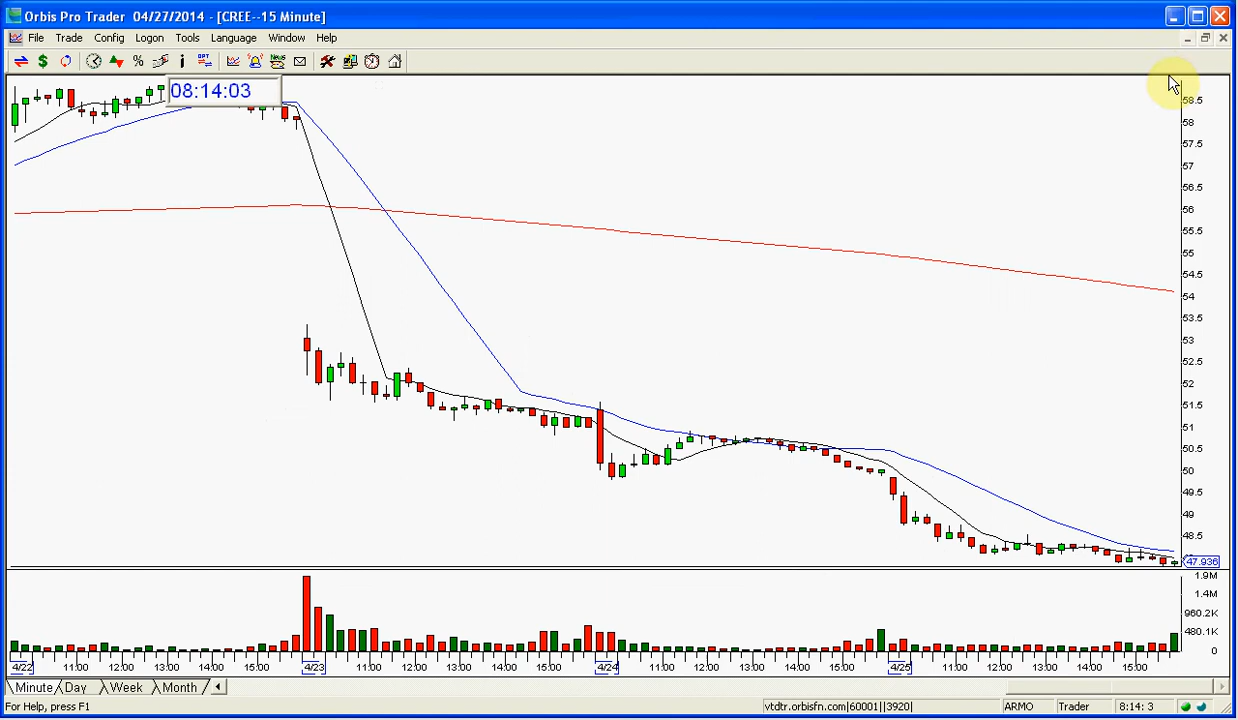 Orbis Pro Trader 04/27/2014 - [CREE--15 Minute]
File Trade Config Logon Tools Language Window Help
$ % i OPT News
08:14:03
58.5
58
57.5
57
56.5
56
55.5
55
54.5
54
53.5
53
52.5
52
51.5
51
50.5
50
49.5
49
48.5
47.936
1.9M
1.4M
960.2K
480.1K
0
4/22 11:00 12:00 13:00 14:00 15:00 4/23 11:00 12:00 13:00 14:00 15:00 4/24 11:00 12:00 13:00 14:00 15:00 4/25 11:00 12:00 13:00 14:00 15:00
Minute Day Week Month
For Help, press F1 vtdtr.orbisfn.com|60001||3920| ARMO Trader 8:14: 3